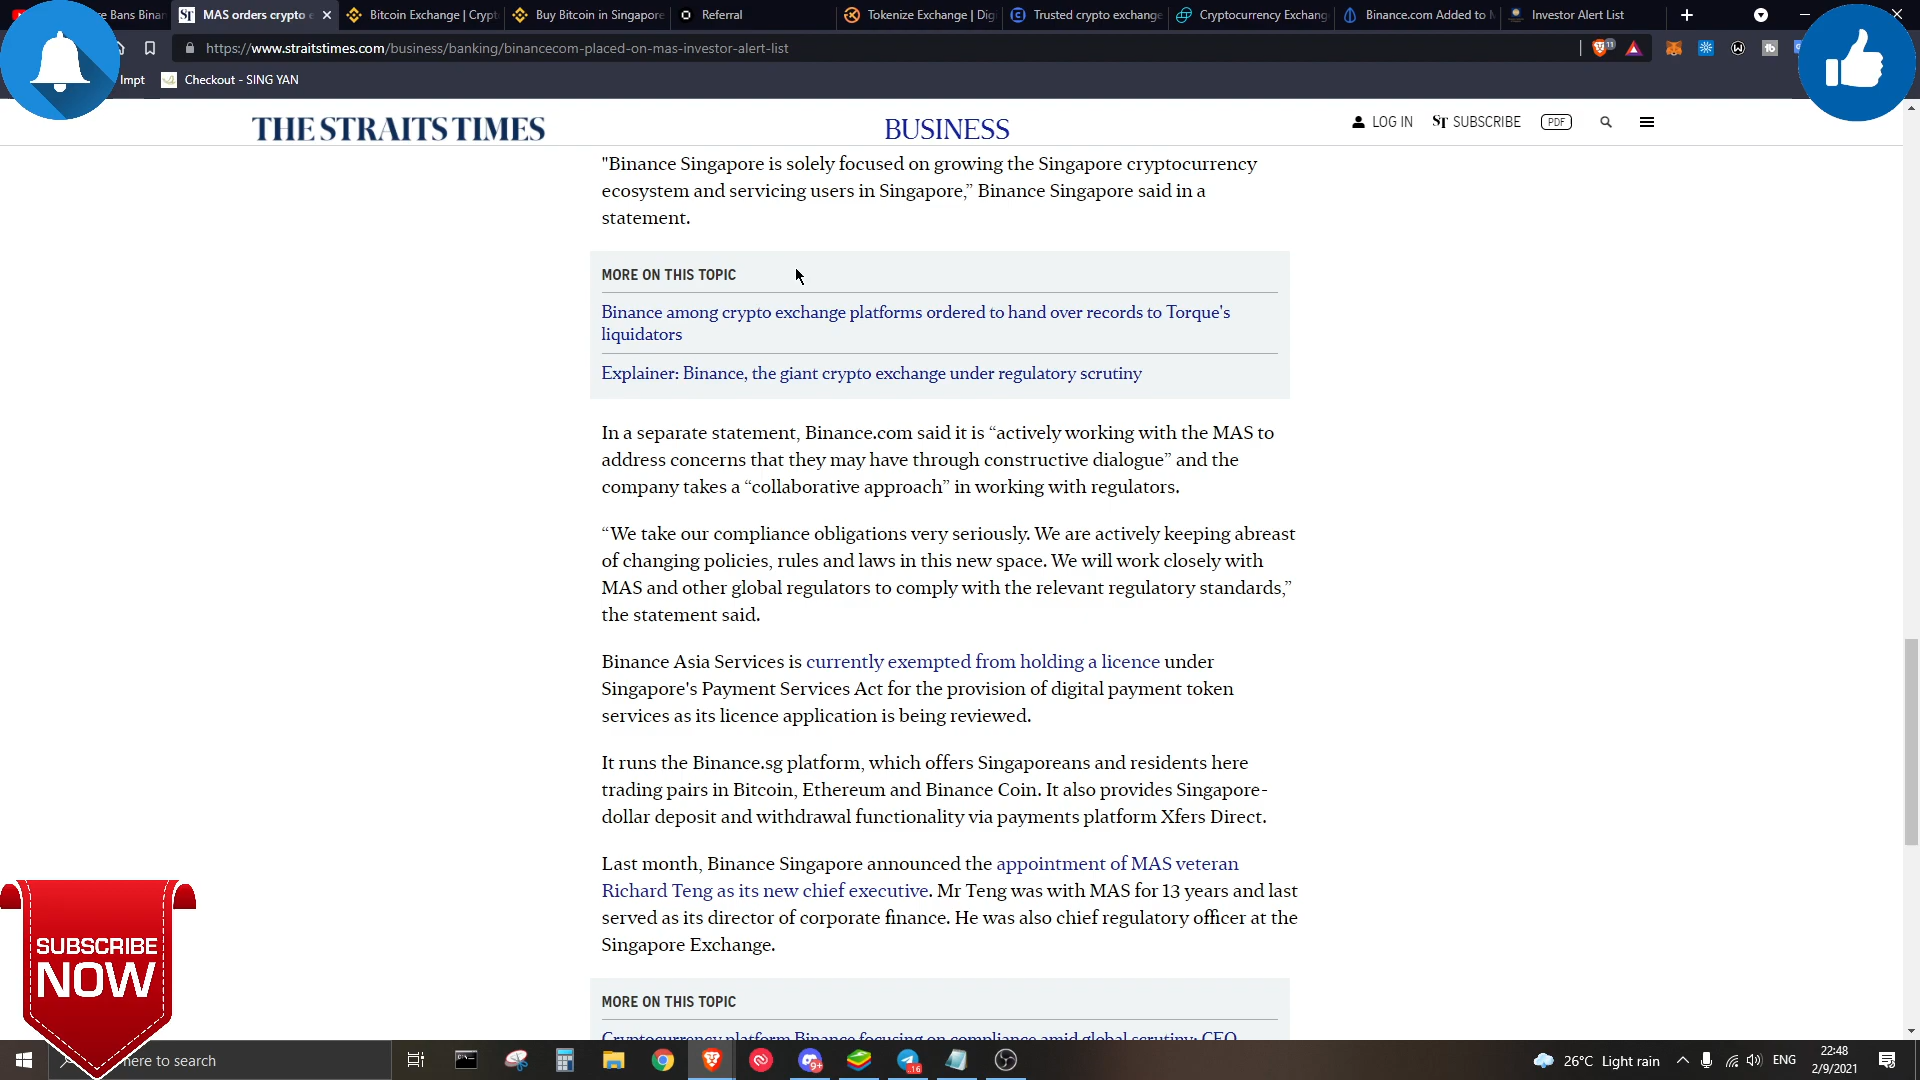 e Bans Binan
MAS orders crypto e
Bitcoin Exchange | Crypt
Buy Bitcoin in Singapore
Referral
Tokenize Exchange | Digi
Trusted crypto exchange
Cryptocurrency Exchang
Binance.com Added to M
Investor Alert List
https://www.straitstimes.com/business/banking/binancecom-placed-on-mas-investor-alert-list
11
Impt
Checkout - SING YAN
THE STRAITS TIMES
BUSINESS
LOG IN
ST SUBSCRIBE
PDF
"Binance Singapore is solely focused on growing the Singapore cryptocurrency
ecosystem and servicing users in Singapore,” Binance Singapore said in a
statement.
MORE ON THIS TOPIC
Binance among crypto exchange platforms ordered to hand over records to Torque's
liquidators
Explainer: Binance, the giant crypto exchange under regulatory scrutiny
In a separate statement, Binance.com said it is “actively working with the MAS to
address concerns that they may have through constructive dialogue” and the
company takes a “collaborative approach” in working with regulators.
“We take our compliance obligations very seriously. We are actively keeping abreast
of changing policies, rules and laws in this new space. We will work closely with
MAS and other global regulators to comply with the relevant regulatory standards,”
the statement said.
Binance Asia Services is currently exempted from holding a licence under
Singapore's Payment Services Act for the provision of digital payment token
services as its licence application is being reviewed.
It runs the Binance.sg platform, which offers Singaporeans and residents here
trading pairs in Bitcoin, Ethereum and Binance Coin. It also provides Singapore-
dollar deposit and withdrawal functionality via payments platform Xfers Direct.
Last month, Binance Singapore announced the appointment of MAS veteran
Richard Teng as its new chief executive. Mr Teng was with MAS for 13 years and last
served as its director of corporate finance. He was also chief regulatory officer at the
Singapore Exchange.
MORE ON THIS TOPIC
Cryptocurrency platform Binance focusing on compliance amid global scrutiny: CEO
SUBSCRIBE
NOW
here to search
26°C Light rain
ENG
22:48
2/9/2021